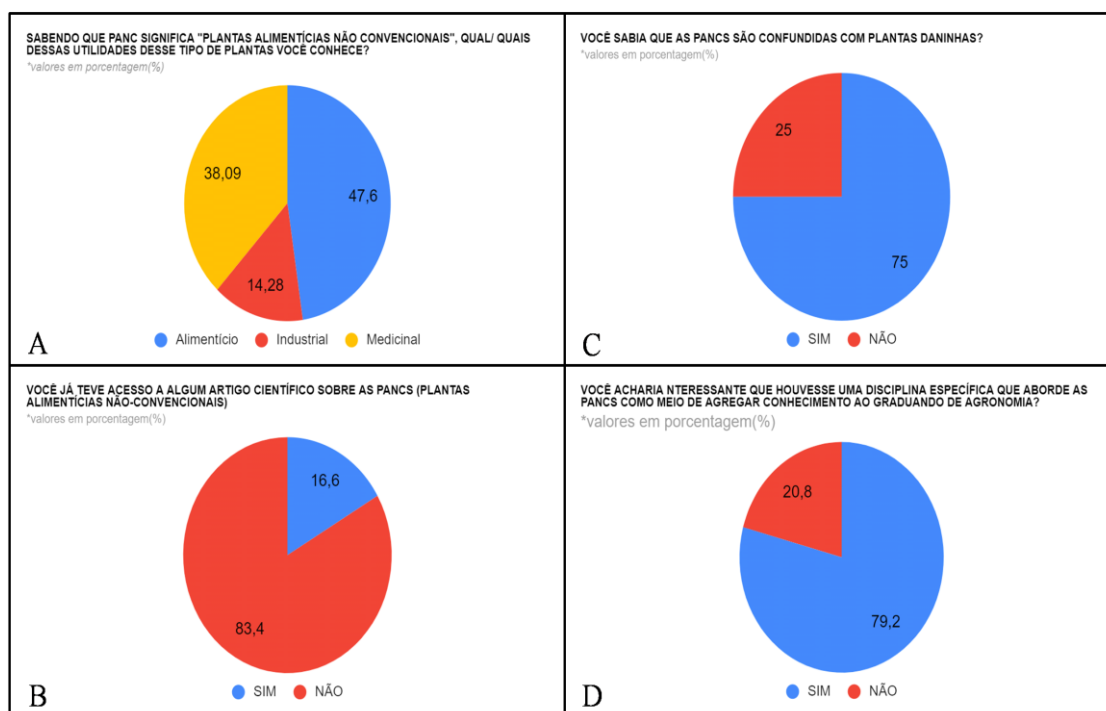 SABENDO QUE PANC SIGNIFICA "PLANTAS ALIMENTÍCIAS NÃO CONVENCIONAIS", QUAL/ QUAIS
DESSAS UTILIDADES DESSE TIPO DE PLANTAS VOCÊ CONHECE?
*valores em porcentagem(%)
38,09
47,6
14,28
A
Alimentício Industrial Medicinal
VOCÊ JÁ TEVE ACESSO A ALGUM ARTIGO CIENTÍFICO SOBRE AS PANCS (PLANTAS
ALIMENTÍCIAS NÃO-CONVENCIONAIS)
*valores em porcentagem(%)
16,6
83,4
B
SIM NÃO
VOCÊ SABIA QUE AS PANCS SÃO CONFUNDIDAS COM PLANTAS DANINHAS?
*valores em porcentagem(%)
25
75
C
SIM NÃO
VOCÊ ACHARIA NTERESSANTE QUE HOUVESSE UMA DISCIPLINA ESPECÍFICA QUE ABORDE AS
PANCS COMO MEIO DE AGREGAR CONHECIMENTO AO GRADUANDO DE AGRONOMIA?
*valores em porcentagem(%)
20,8
79,2
D
SIM NÃO